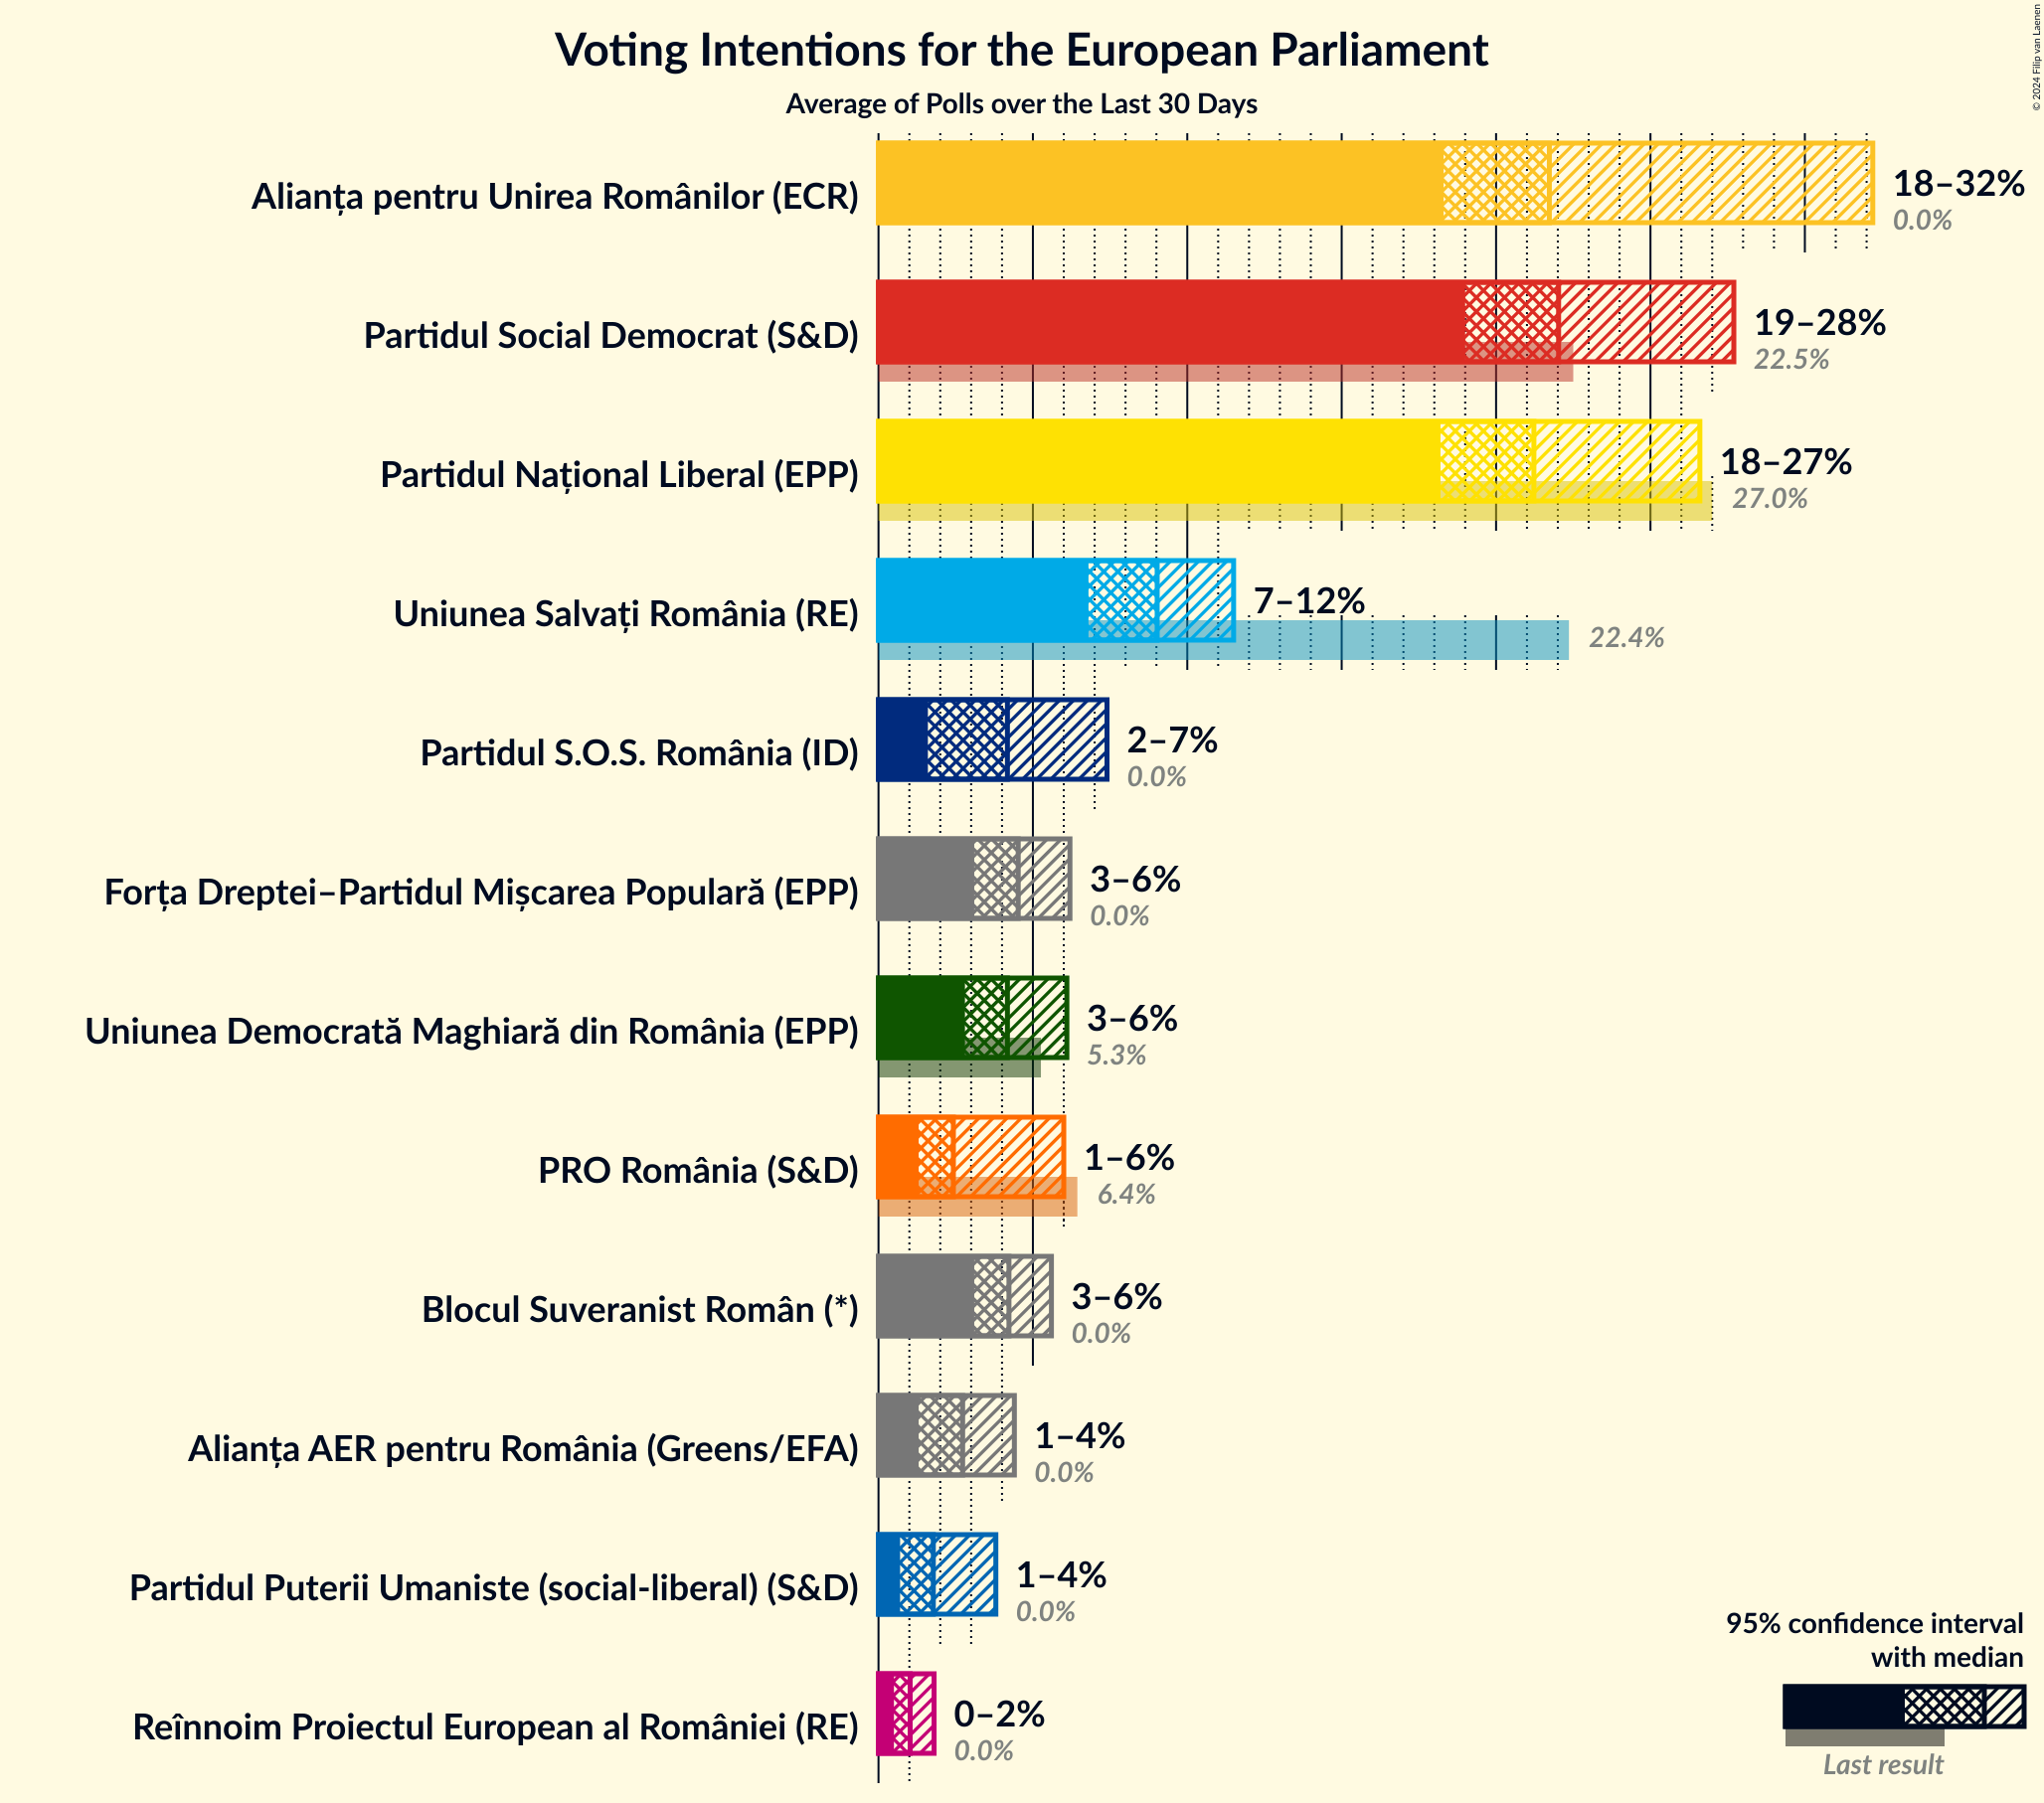 © 2024 Filip van Laenen
Voting Intentions for the European Parliament
Average of Polls over the Last 30 Days
Alianța pentru Unirea Românilor (ECR)
18–32%
0.0%
Partidul Social Democrat (S&D)
19–28%
22.5%
Partidul Național Liberal (EPP)
18–27%
27.0%
Uniunea Salvați România (RE)
7–12%
22.4%
Partidul S.O.S. România (ID)
2–7%
0.0%
Forța Dreptei–Partidul Mișcarea Populară (EPP)
3–6%
0.0%
Uniunea Democrată Maghiară din România (EPP)
3–6%
5.3%
PRO România (S&D)
1–6%
6.4%
Blocul Suveranist Român (*)
3–6%
0.0%
Alianța AER pentru România (Greens/EFA)
1–4%
0.0%
Partidul Puterii Umaniste (social-liberal) (S&D)
1–4%
0.0%
Reînnoim Proiectul European al României (RE)
0–2%
0.0%
95% confidence interval
with median
Last result